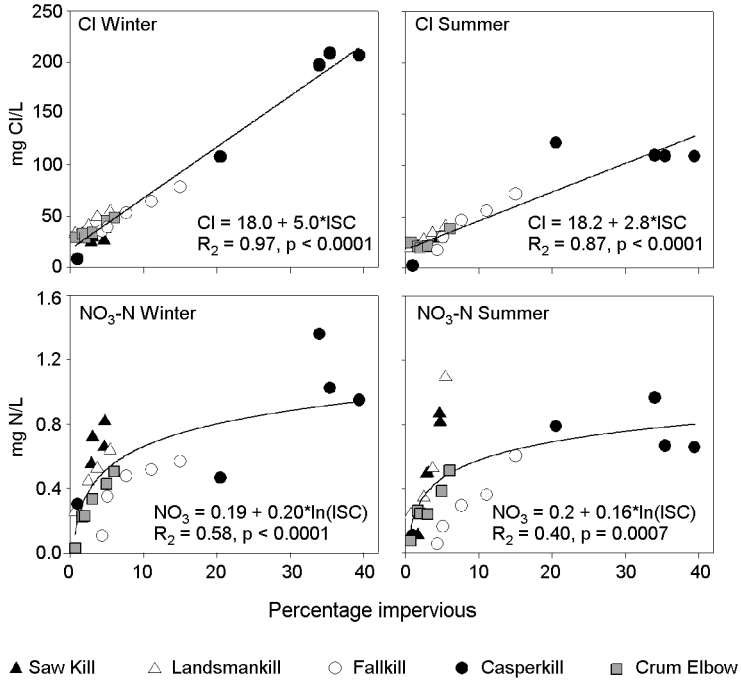 Cl Winter
Cl Summer
250
200
150
100
50
0
mg Cl/L
Cl = 18.0 + 5.0*ISC
R2 = 0.97, p < 0.0001
Cl = 18.2 + 2.8*ISC
R2 = 0.87, p < 0.0001
NO3-N Winter
NO3-N Summer
1.6
1.2
0.8
0.4
0.0
mg N/L
NO3 = 0.19 + 0.20*ln(ISC)
R2 = 0.58, p < 0.0001
NO3 = 0.2 + 0.16*ln(ISC)
R2 = 0.40, p = 0.0007
0 10 20 30 40
0 10 20 30 40
Percentage impervious
Saw Kill Landsmankill Fallkill Casperkill Crum Elbow